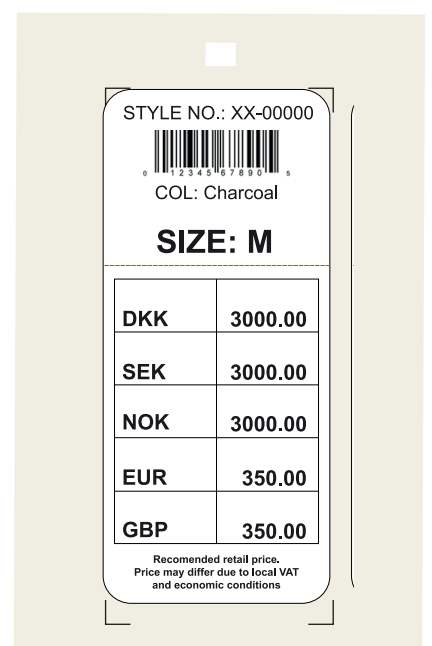 STYLE NO.: XX-00000
0 12345 67890 5
COL: Charcoal
SIZE: M
DKK 3000.00
SEK 3000.00
NOK 3000.00
EUR 350.00
GBP 350.00
Recomended retail price.
Price may differ due to local VAT
and economic conditions